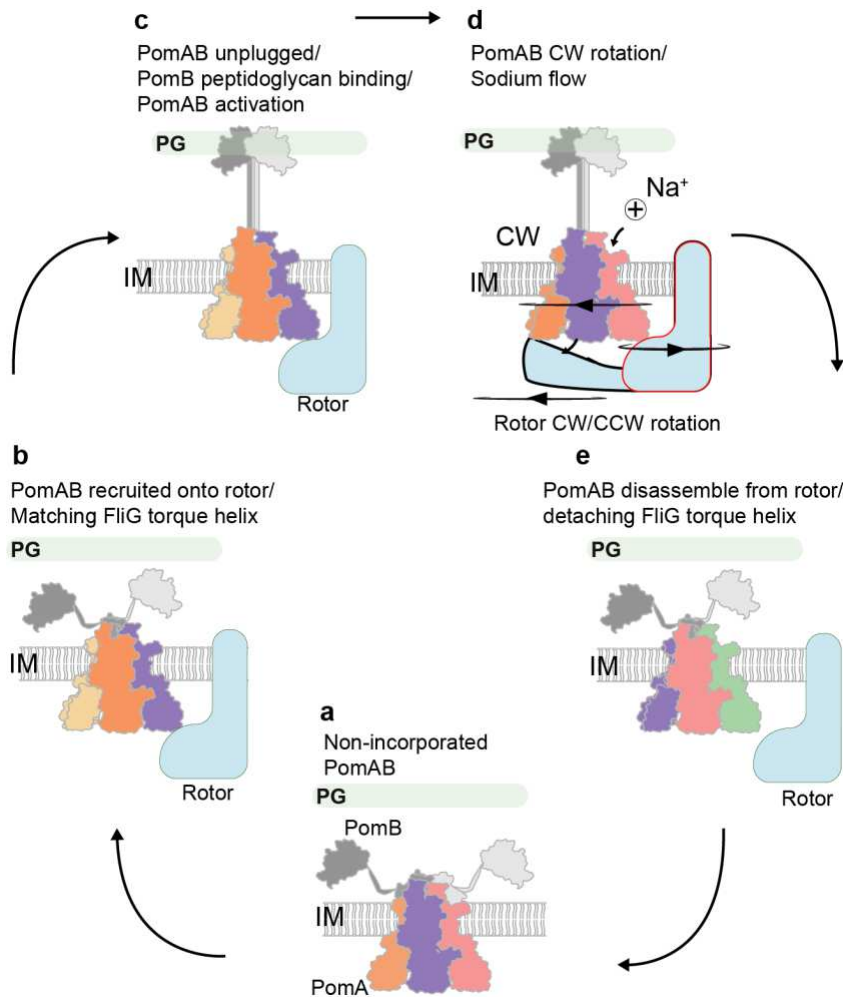 c
PomAB unplugged/
PomB peptidoglycan binding/
PomAB activation
PG
IM
Rotor
d
PomAB CW rotation/
Sodium flow
PG
Na⁺
+
CW
IM
Rotor CW/CCW rotation
b
PomAB recruited onto rotor/
Matching FliG torque helix
PG
IM
Rotor
e
PomAB disassemble from rotor/
detaching FliG torque helix
PG
IM
Rotor
a
Non-incorporated
PomAB
PG
PomB
IM
PomA